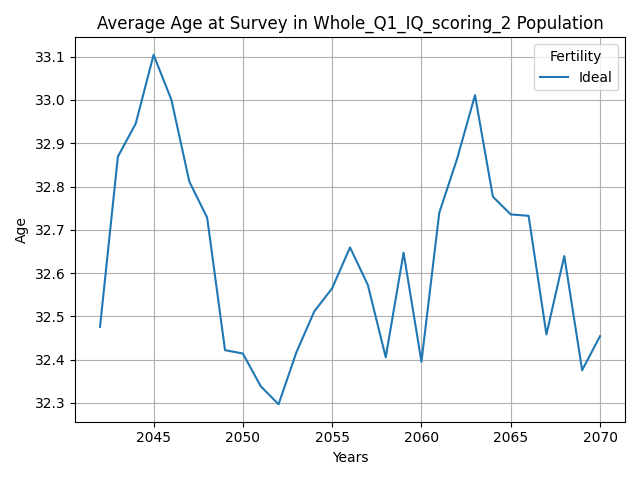 Average Age at Survey in Whole_Q1_IQ_scoring_2 Population
Fertility
Ideal
33.1
33.0
32.9
32.8
32.7
32.6
32.5
32.4
32.3
Age
2045 2050 2055 2060 2065 2070
Years